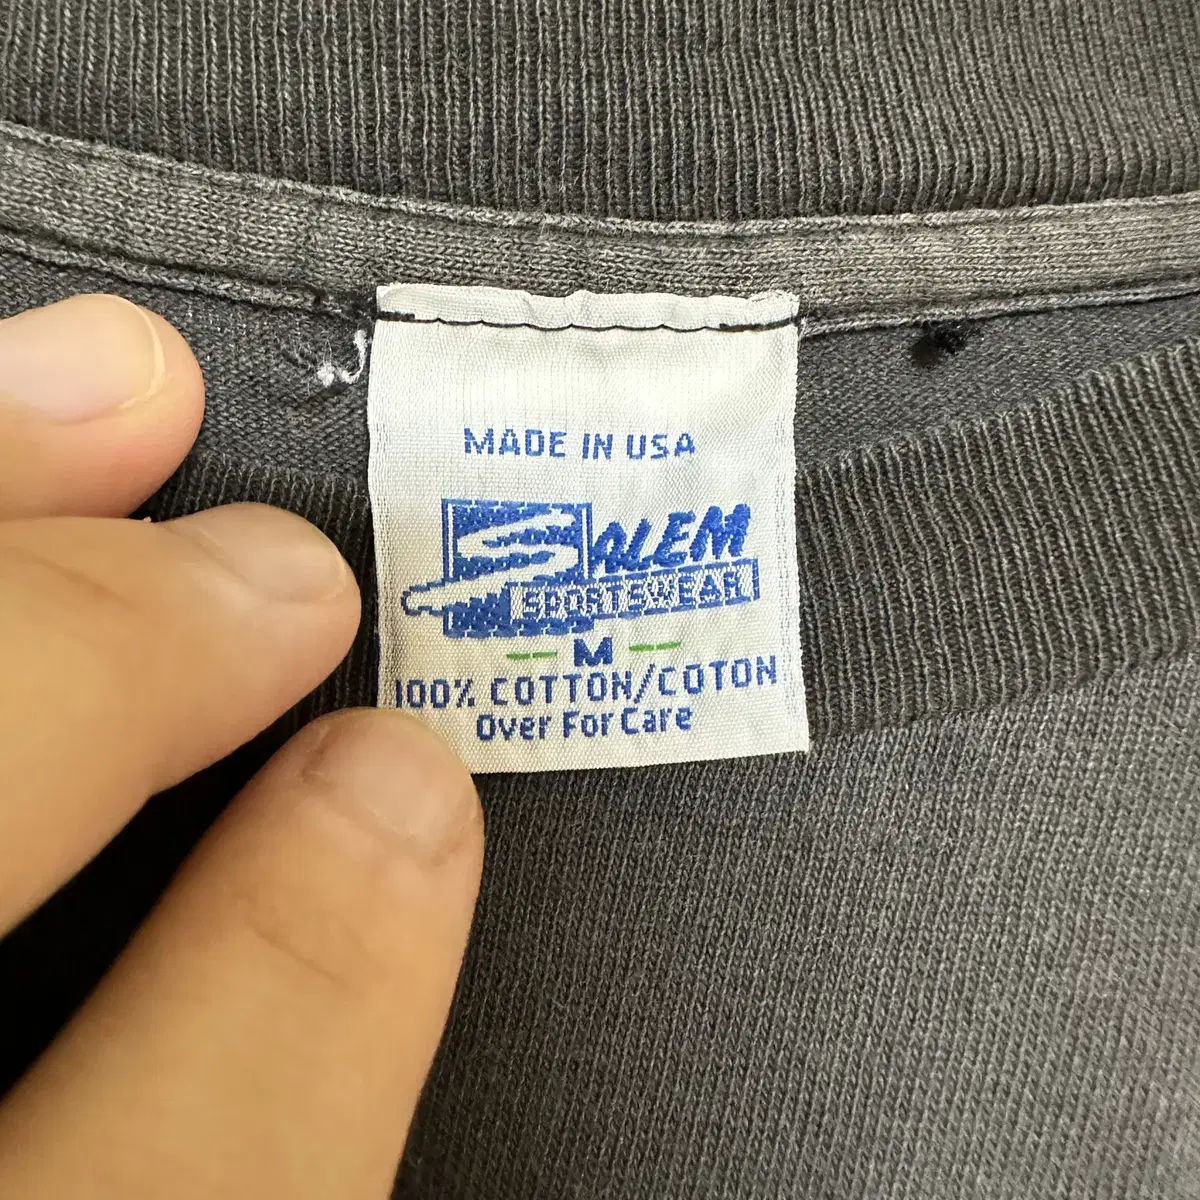 MADE IN USA
SALEM
SPORTSWEAR
M
100% COTTON/COTON
Over For Care